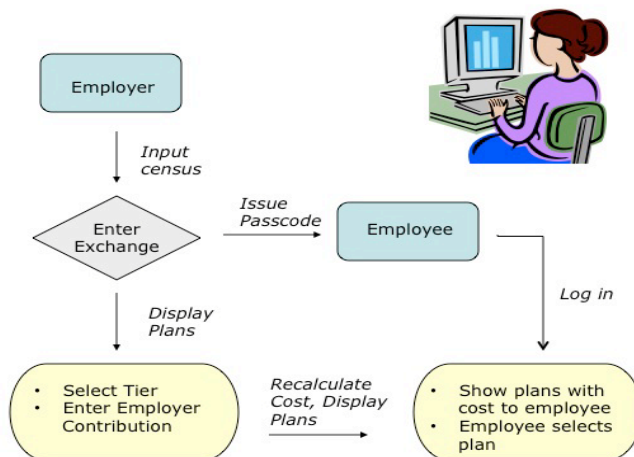 Employer
Input
census
Enter
Exchange
Issue
Passcode
Employee
Display
Plans
Log in
• Select Tier
• Enter Employer
Contribution
Recalculate
Cost, Display
Plans
• Show plans with
cost to employee
• Employee selects
plan